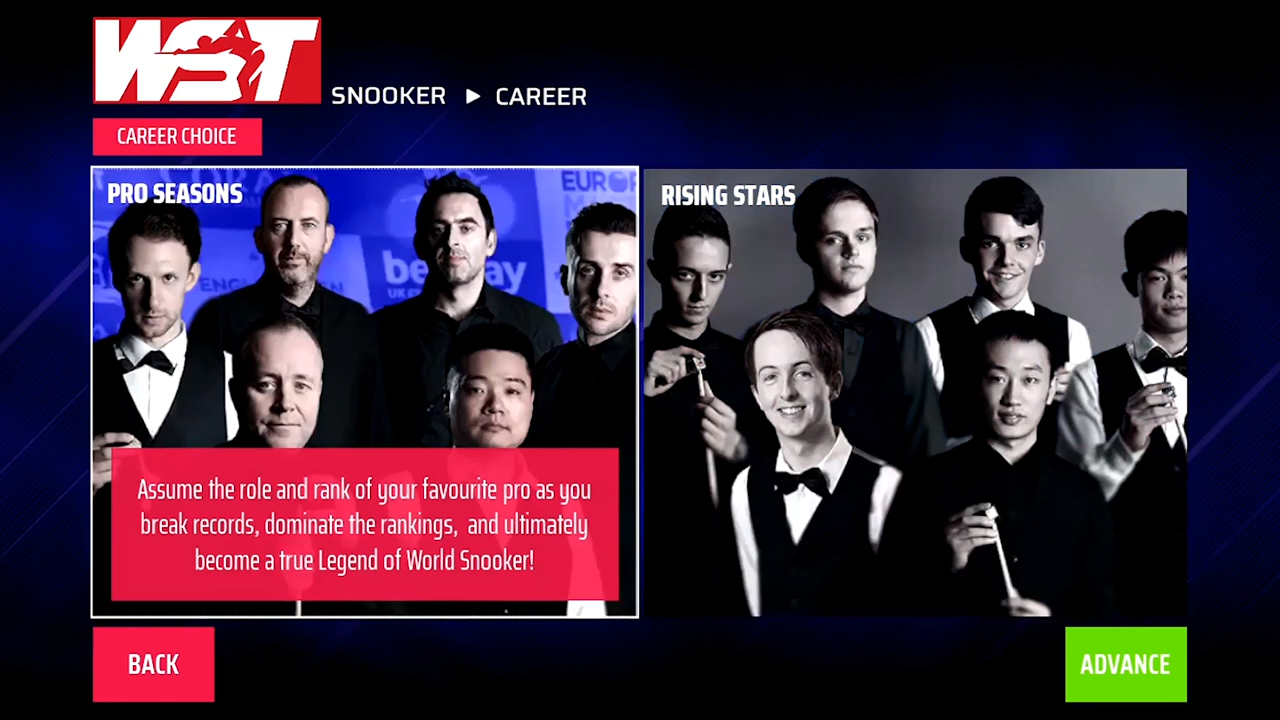 WST
SNOOKER ▶ CAREER
CAREER CHOICE
PRO SEASONS
RISING STARS
Assume the role and rank of your favourite pro as you
break records, dominate the rankings, and ultimately
become a true Legend of World Snooker!
BACK
ADVANCE